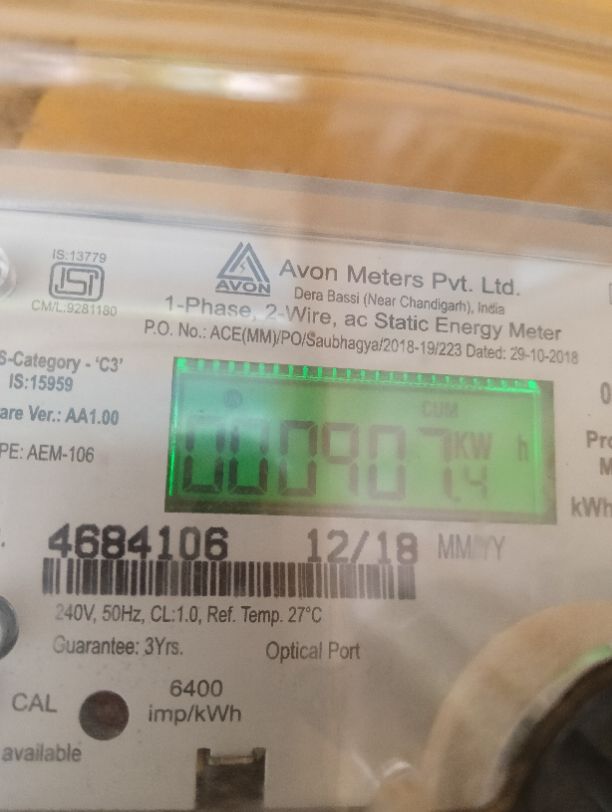 IS:13779
ISI
CM/L.9281180
AVON
Avon Meters Pvt. Ltd.
Dera Bassi (Near Chandigarh), India
1-Phase, 2-Wire, ac Static Energy Meter
P.O. No.: ACE(MM)/PO/Saubhagya/2018-19/223 Dated: 29-10-2018
S-Category - 'C3'
IS:15959
are Ver.: AA1.00
PE: AEM-106
CUM
000907.4 KW h
kWh
4684106 12/18 MM/YY
240V, 50Hz, CL:1.0, Ref. Temp. 27°C
Guarantee: 3Yrs.
Optical Port
CAL
6400
imp/kWh
available